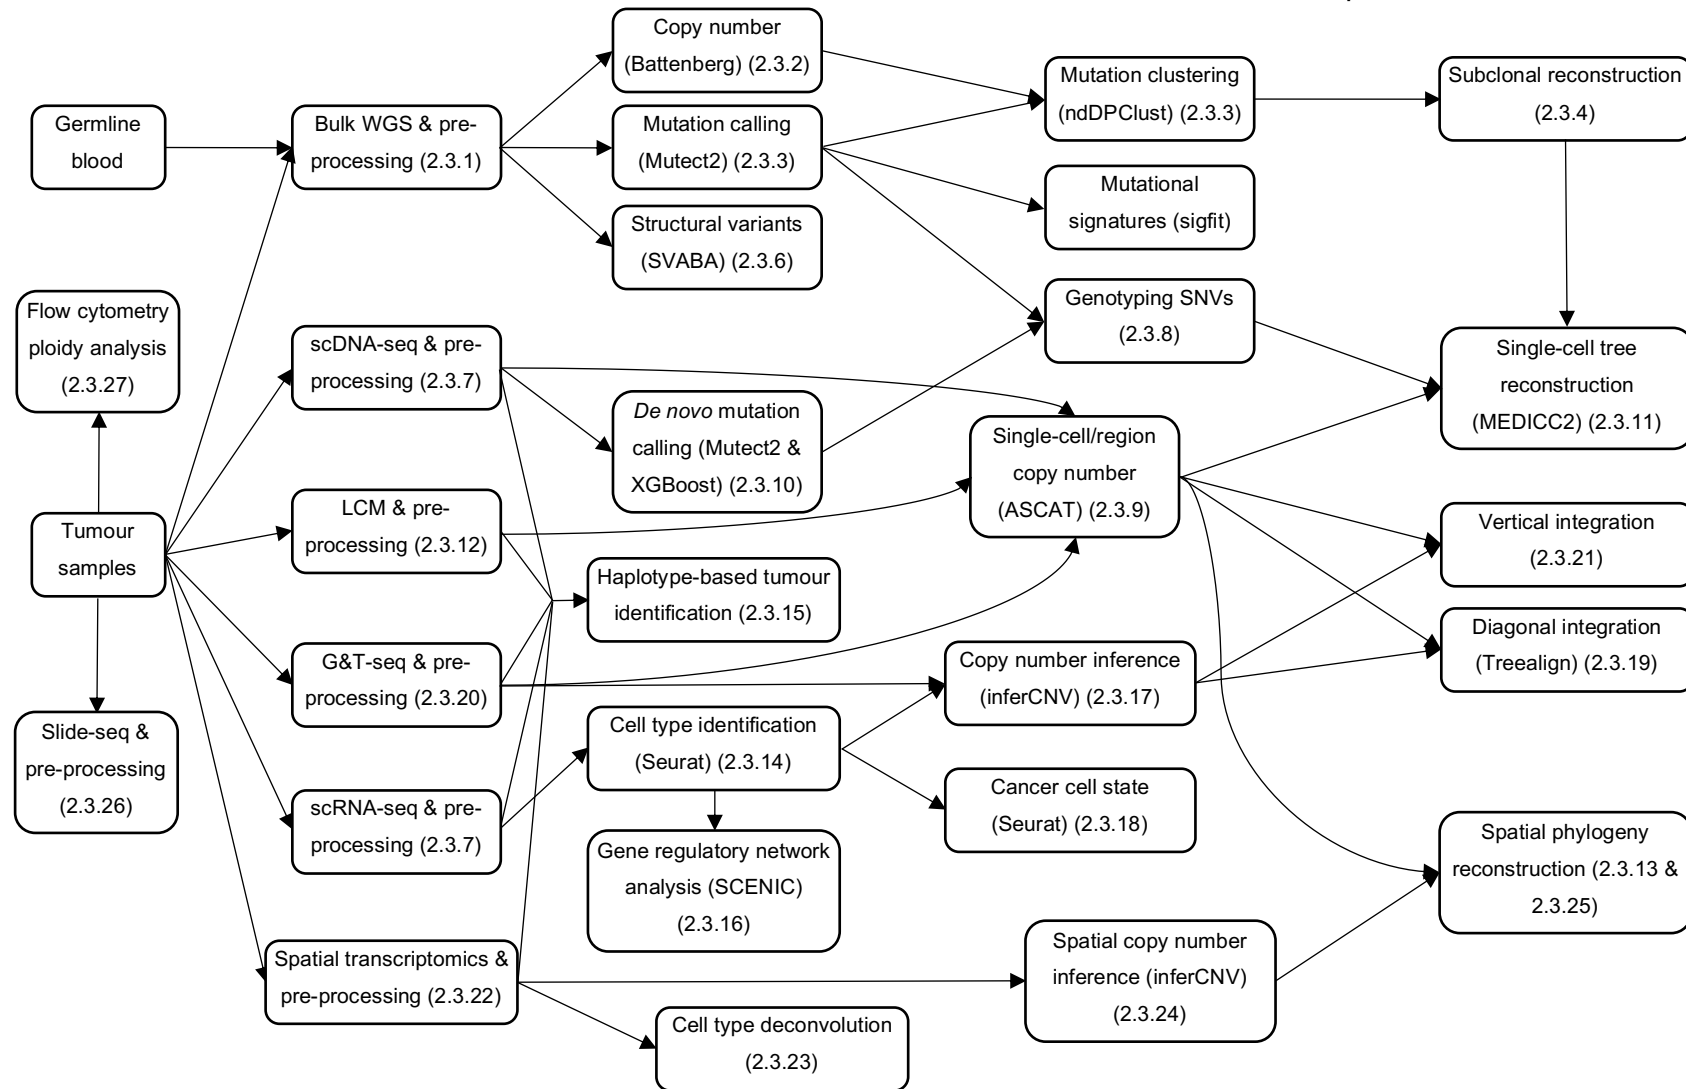 Copy number
(Battenberg) (2.3.2)
Mutation clustering
(ndDPClust) (2.3.3)
Subclonal reconstruction
(2.3.4)
Germline
blood
Bulk WGS & pre-
processing (2.3.1)
Mutation calling
(Mutect2) (2.3.3)
Mutational
signatures (sigfit)
Structural variants
(SVABA) (2.3.6)
Flow cytometry
ploidy analysis
(2.3.27)
scDNA-seq & pre-
processing (2.3.7)
Genotyping SNVs
(2.3.8)
Single-cell tree
reconstruction
(MEDICC2) (2.3.11)
De novo mutation
calling (Mutect2 &
XGBoost) (2.3.10)
Single-cell/region
copy number
(ASCAT) (2.3.9)
Tumour
samples
LCM & pre-
processing (2.3.12)
Vertical integration
(2.3.21)
Haplotype-based tumour
identification (2.3.15)
Diagonal integration
(Treealign) (2.3.19)
G&T-seq & pre-
processing (2.3.20)
Copy number inference
(inferCNV) (2.3.17)
Slide-seq &
pre-processing
(2.3.26)
Cell type identification
(Seurat) (2.3.14)
Cancer cell state
(Seurat) (2.3.18)
scRNA-seq & pre-
processing (2.3.7)
Gene regulatory network
analysis (SCENIC)
(2.3.16)
Spatial phylogeny
reconstruction (2.3.13 &
2.3.25)
Spatial transcriptomics &
pre-processing (2.3.22)
Spatial copy number
inference (inferCNV)
(2.3.24)
Cell type deconvolution
(2.3.23)